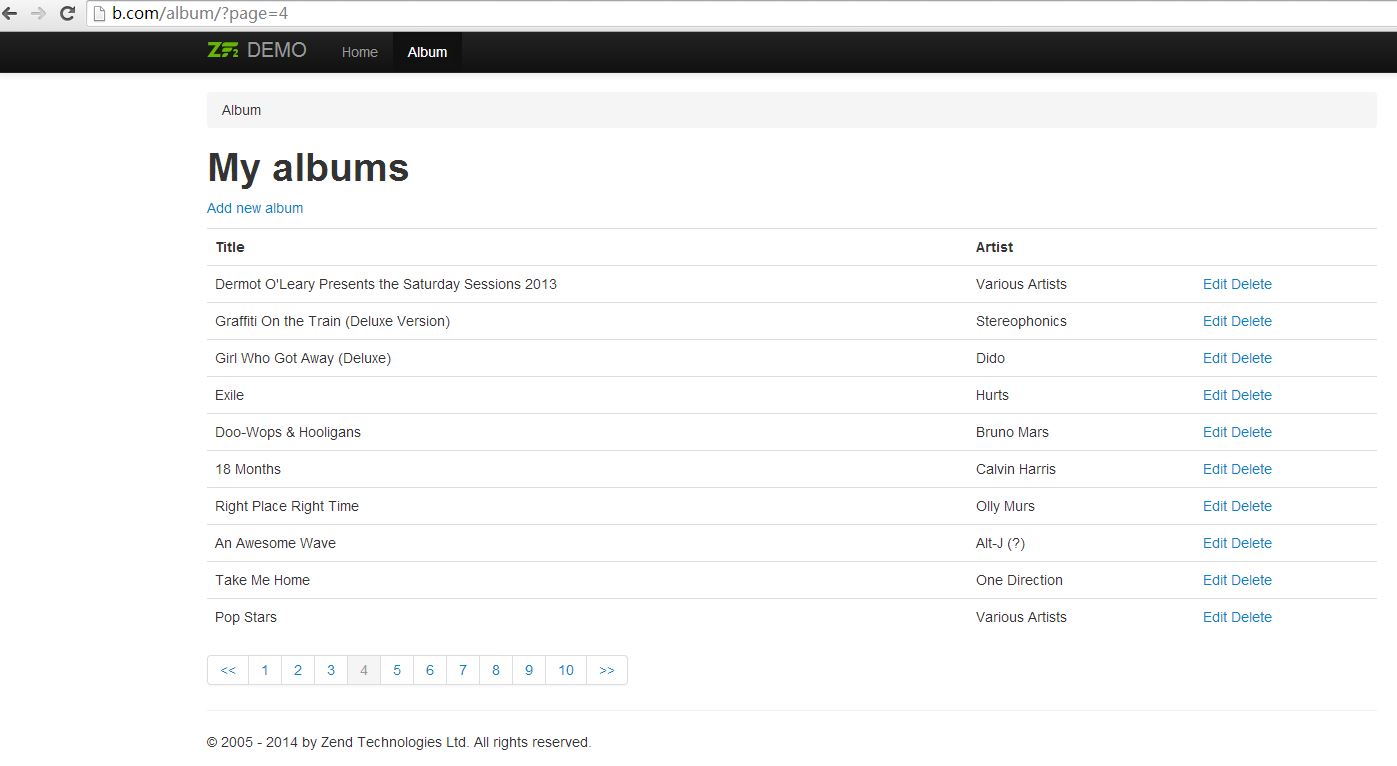 b.com/album/?page=4
ZF2 DEMO Home Album
Album
My albums
Add new album
Title Artist
Dermot O'Leary Presents the Saturday Sessions 2013 Various Artists Edit Delete
Graffiti On the Train (Deluxe Version) Stereophonics Edit Delete
Girl Who Got Away (Deluxe) Dido Edit Delete
Exile Hurts Edit Delete
Doo-Wops & Hooligans Bruno Mars Edit Delete
18 Months Calvin Harris Edit Delete
Right Place Right Time Olly Murs Edit Delete
An Awesome Wave Alt-J (?) Edit Delete
Take Me Home One Direction Edit Delete
Pop Stars Various Artists Edit Delete
<< 1 2 3 4 5 6 7 8 9 10 >>
© 2005 - 2014 by Zend Technologies Ltd. All rights reserved.